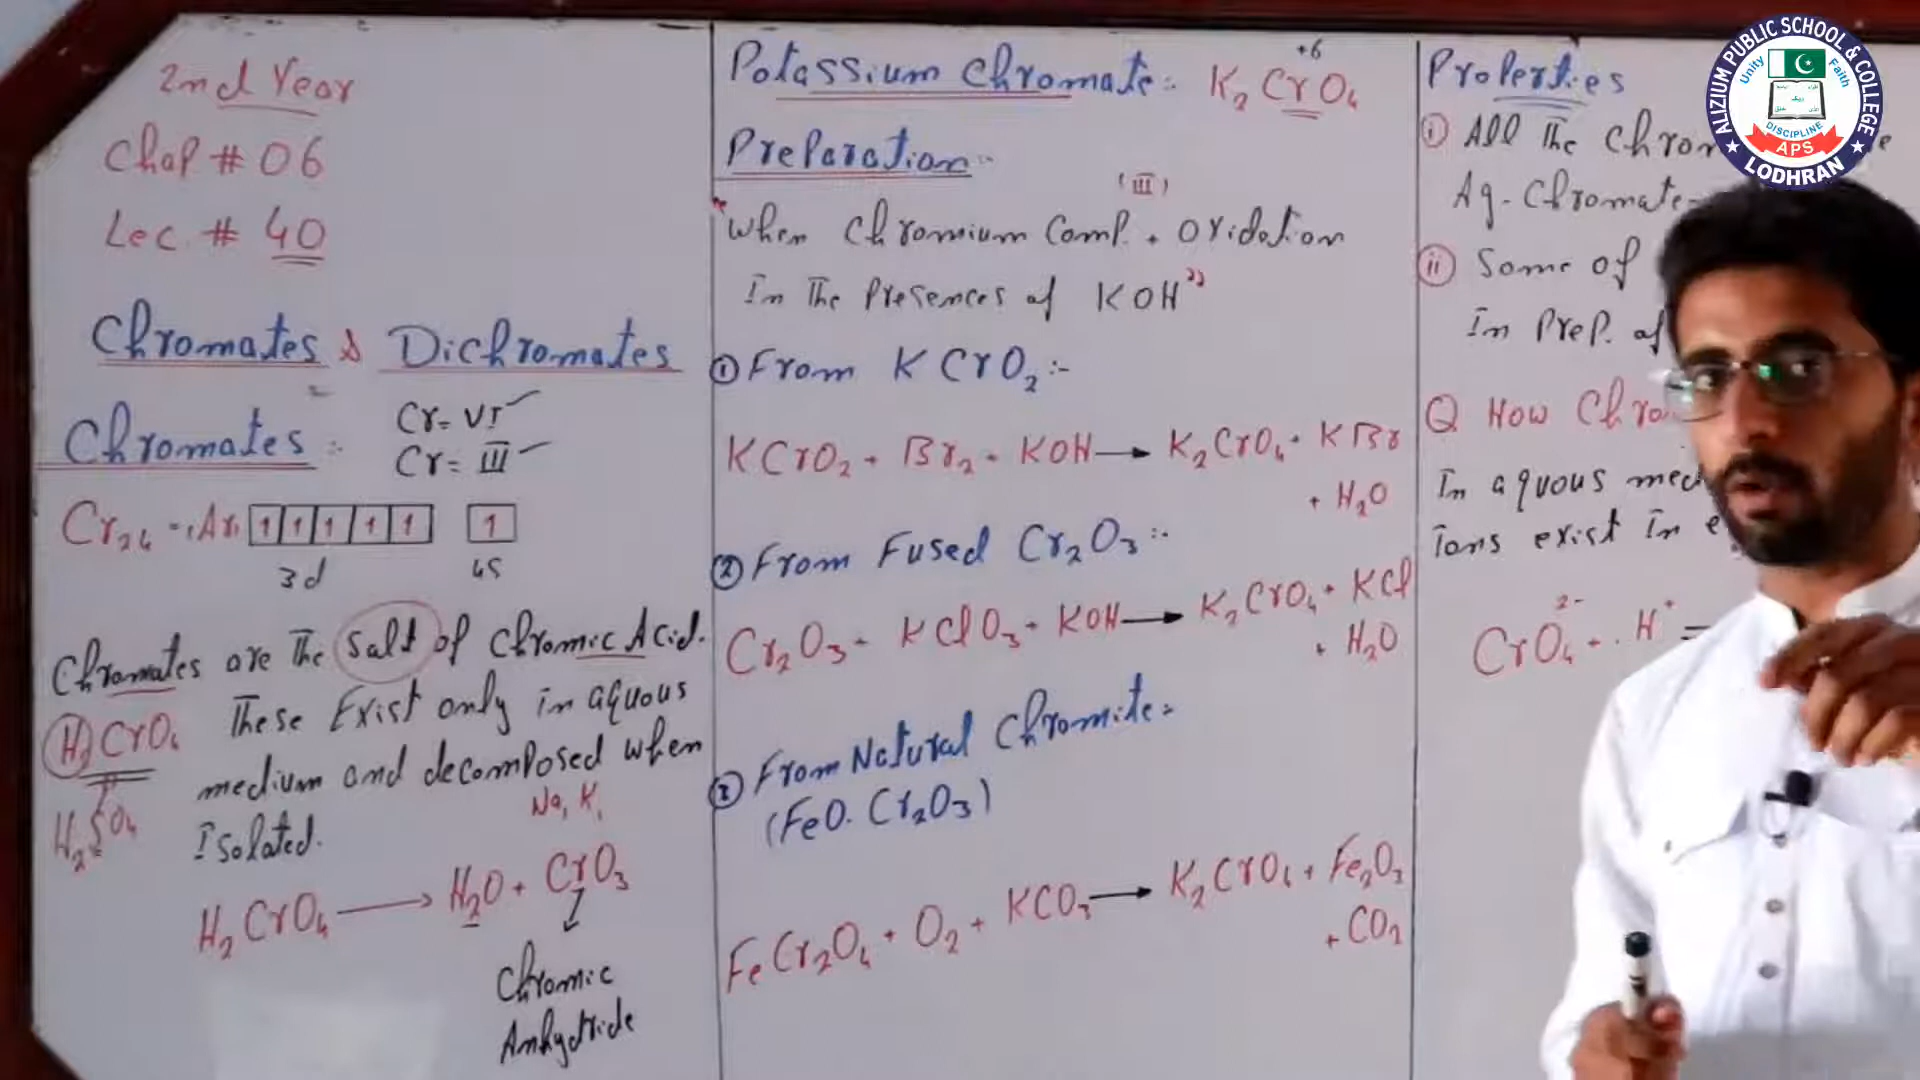 2nd Year
Chap # 06
Lec. # 40
Chromates & Dichromates
Chromates :-
Cr = VI
Cr = III
Cr24 - Ar 1 1 1 1 1 1
3d 4s
Chromates are The Salt of Chromic Acid.
H2CrO4 These Exist only in aquous
medium and decomposed when
H2SO4 Isolated.
Na, K,
H2CrO4 → H2O + CrO3
Chromic
Anhydride
Potassium Chromate :- K2CrO4
+6
Preparation :-
(III)
"When Chromium Comp. + Oxidation
In The Presences of KOH"
① From KCrO2 :-
KCrO2 + Br2 + KOH → K2CrO4 + KBr
+ H2O
② From Fused Cr2O3 :-
Cr2O3 + KClO3 + KOH → K2CrO4 + KCl
+ H2O
③ From Natural Chromite =
(FeO. Cr2O3)
FeCr2O4 + O2 + KCO3 → K2CrO4 + Fe2O3
+ CO2
Properties
i All The
Ag-Chromate
ii Some of
In Prep. of
Q How
In aquous
Ions exist In
CrO4 2- + H+ =
ALIZIUM PUBLIC SCHOOL & COLLEGE
Unity Faith
DISCIPLINE
APS
LODHRAN